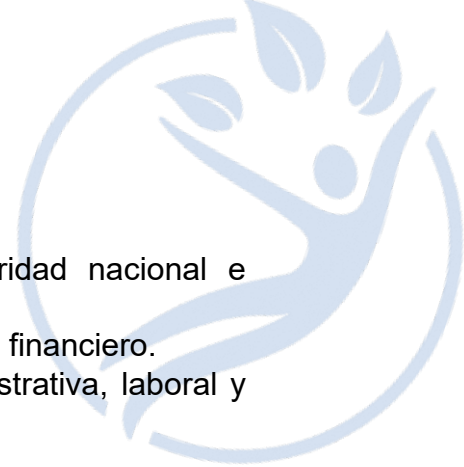 ridad nacional e
financiero.
strativa, laboral y